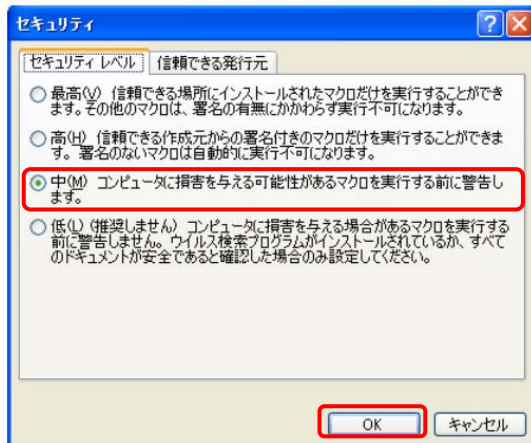 セキュリティ
セキュリティ レベル 信頼できる発行元
最高(V) 信頼できる場所にインストールされたマクロだけを実行することができ
ます。その他のマクロは、署名の有無にかかわらず実行不可になります。
高(H) 信頼できる作成元からの署名付きのマクロだけを実行することができま
す。署名のないマクロは自動的に実行不可になります。
中(M) コンピュータに損害を与える可能性があるマクロを実行する前に警告し
ます。
低(L) (推奨しません) コンピュータに損害を与える場合があるマクロを実行する
前に警告しません。ウイルス検索プログラムがインストールされているか、すべて
のドキュメントが安全であると確認した場合のみ設定してください。
OK キャンセル